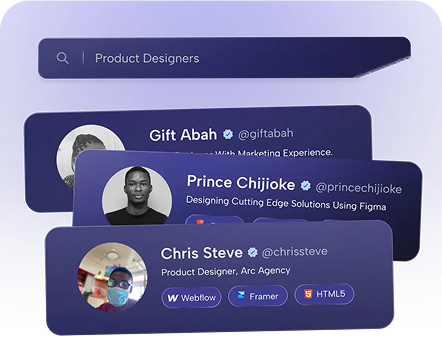 Product Designers
Gift Abah @giftabah
With Marketing Experience.
Prince Chijioke @princechijioke
Designing Cutting Edge Solutions Using Figma
Chris Steve @chrissteve
Product Designer, Arc Agency
Webflow Framer HTML5